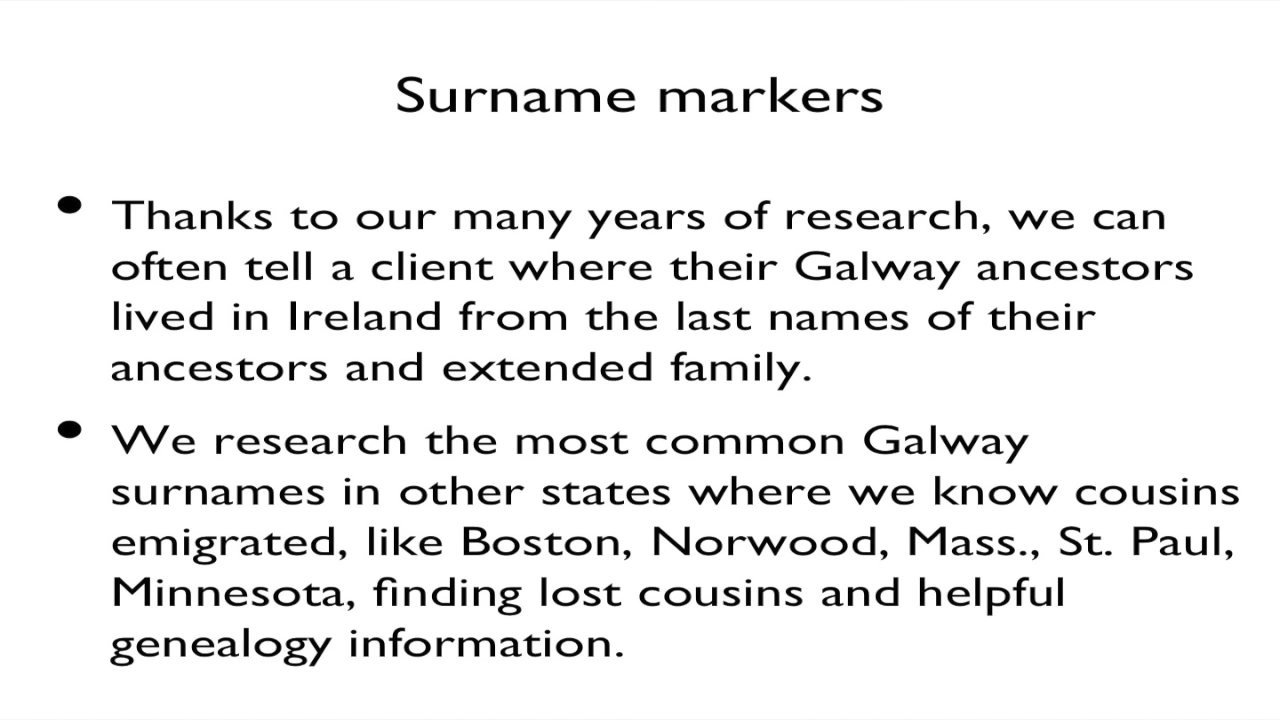 Surname markers
• Thanks to our many years of research, we can
often tell a client where their Galway ancestors
lived in Ireland from the last names of their
ancestors and extended family.
• We research the most common Galway
surnames in other states where we know cousins
emigrated, like Boston, Norwood, Mass., St. Paul,
Minnesota, finding lost cousins and helpful
genealogy information.